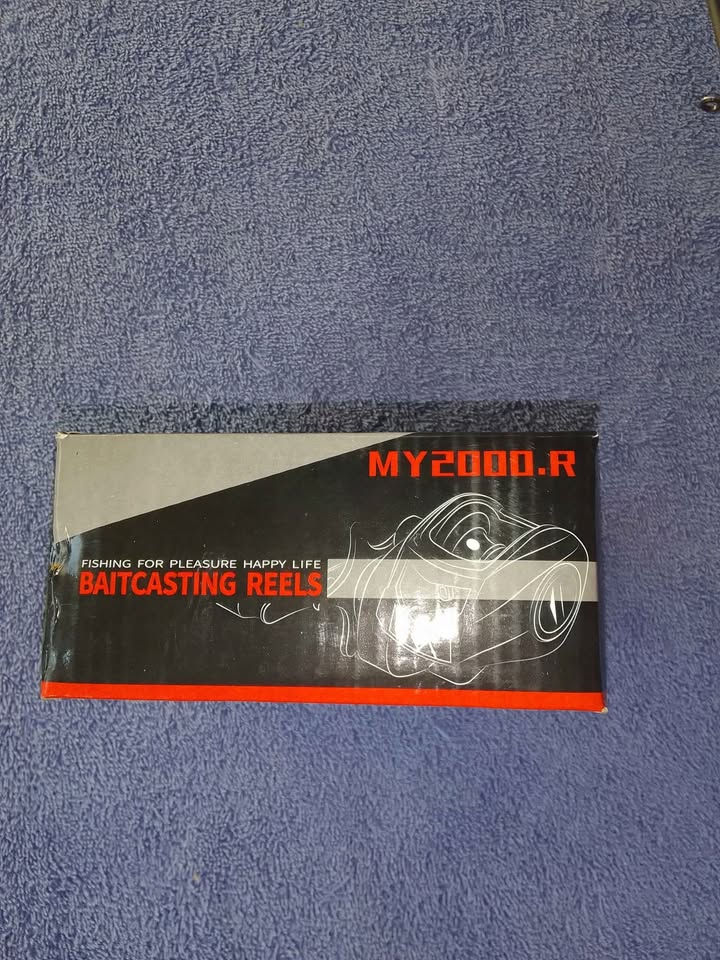 MY2000.R
FISHING FOR PLEASURE HAPPY LIFE
BAITCASTING REELS